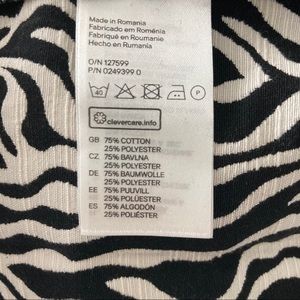 Made in Romania
Fabricado em Roménia
Fabriqué en Roumanie
Hecho en Rumanía
O/N 127599
P/N 0249399 0
40 P
clevercare.info
GB 75% COTTON
25% POLYESTER
CZ 75% BAVLNA
25% POLYESTER
DE 75% BAUMWOLLE
25% POLYESTER
EE 75% PUUVILL
25% POLÜESTER
ES 75% ALGODÓN
25% POLIÉSTER